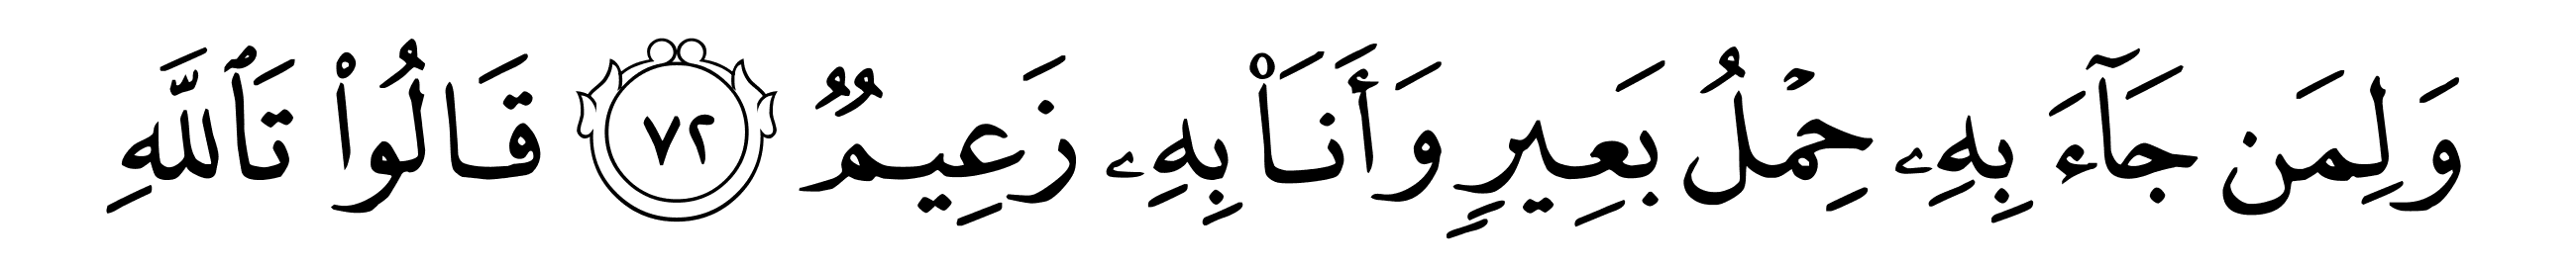 وَلِمَن جَآءَ بِهِۦ حِمْلُ بَعِيرٍ وَأَنَا۠ بِهِۦ زَعِيمٌ ٧٢ قَالُوا۟ تَٱللَّهِ